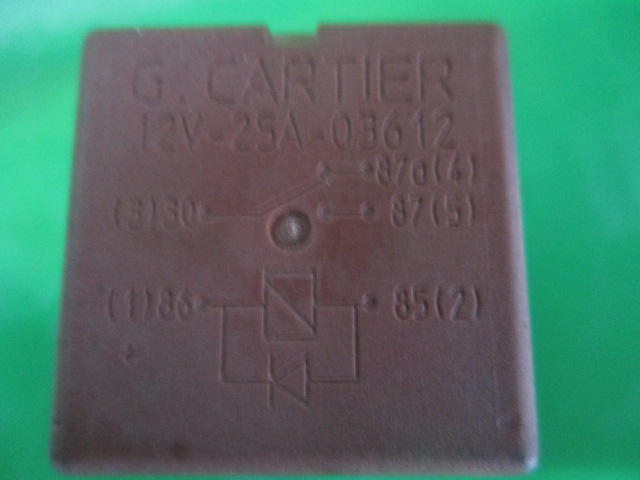 G. CARTIER
12V-25A-03612
87a(4)
(3)30 87(5)
(1)86 85(2)
+